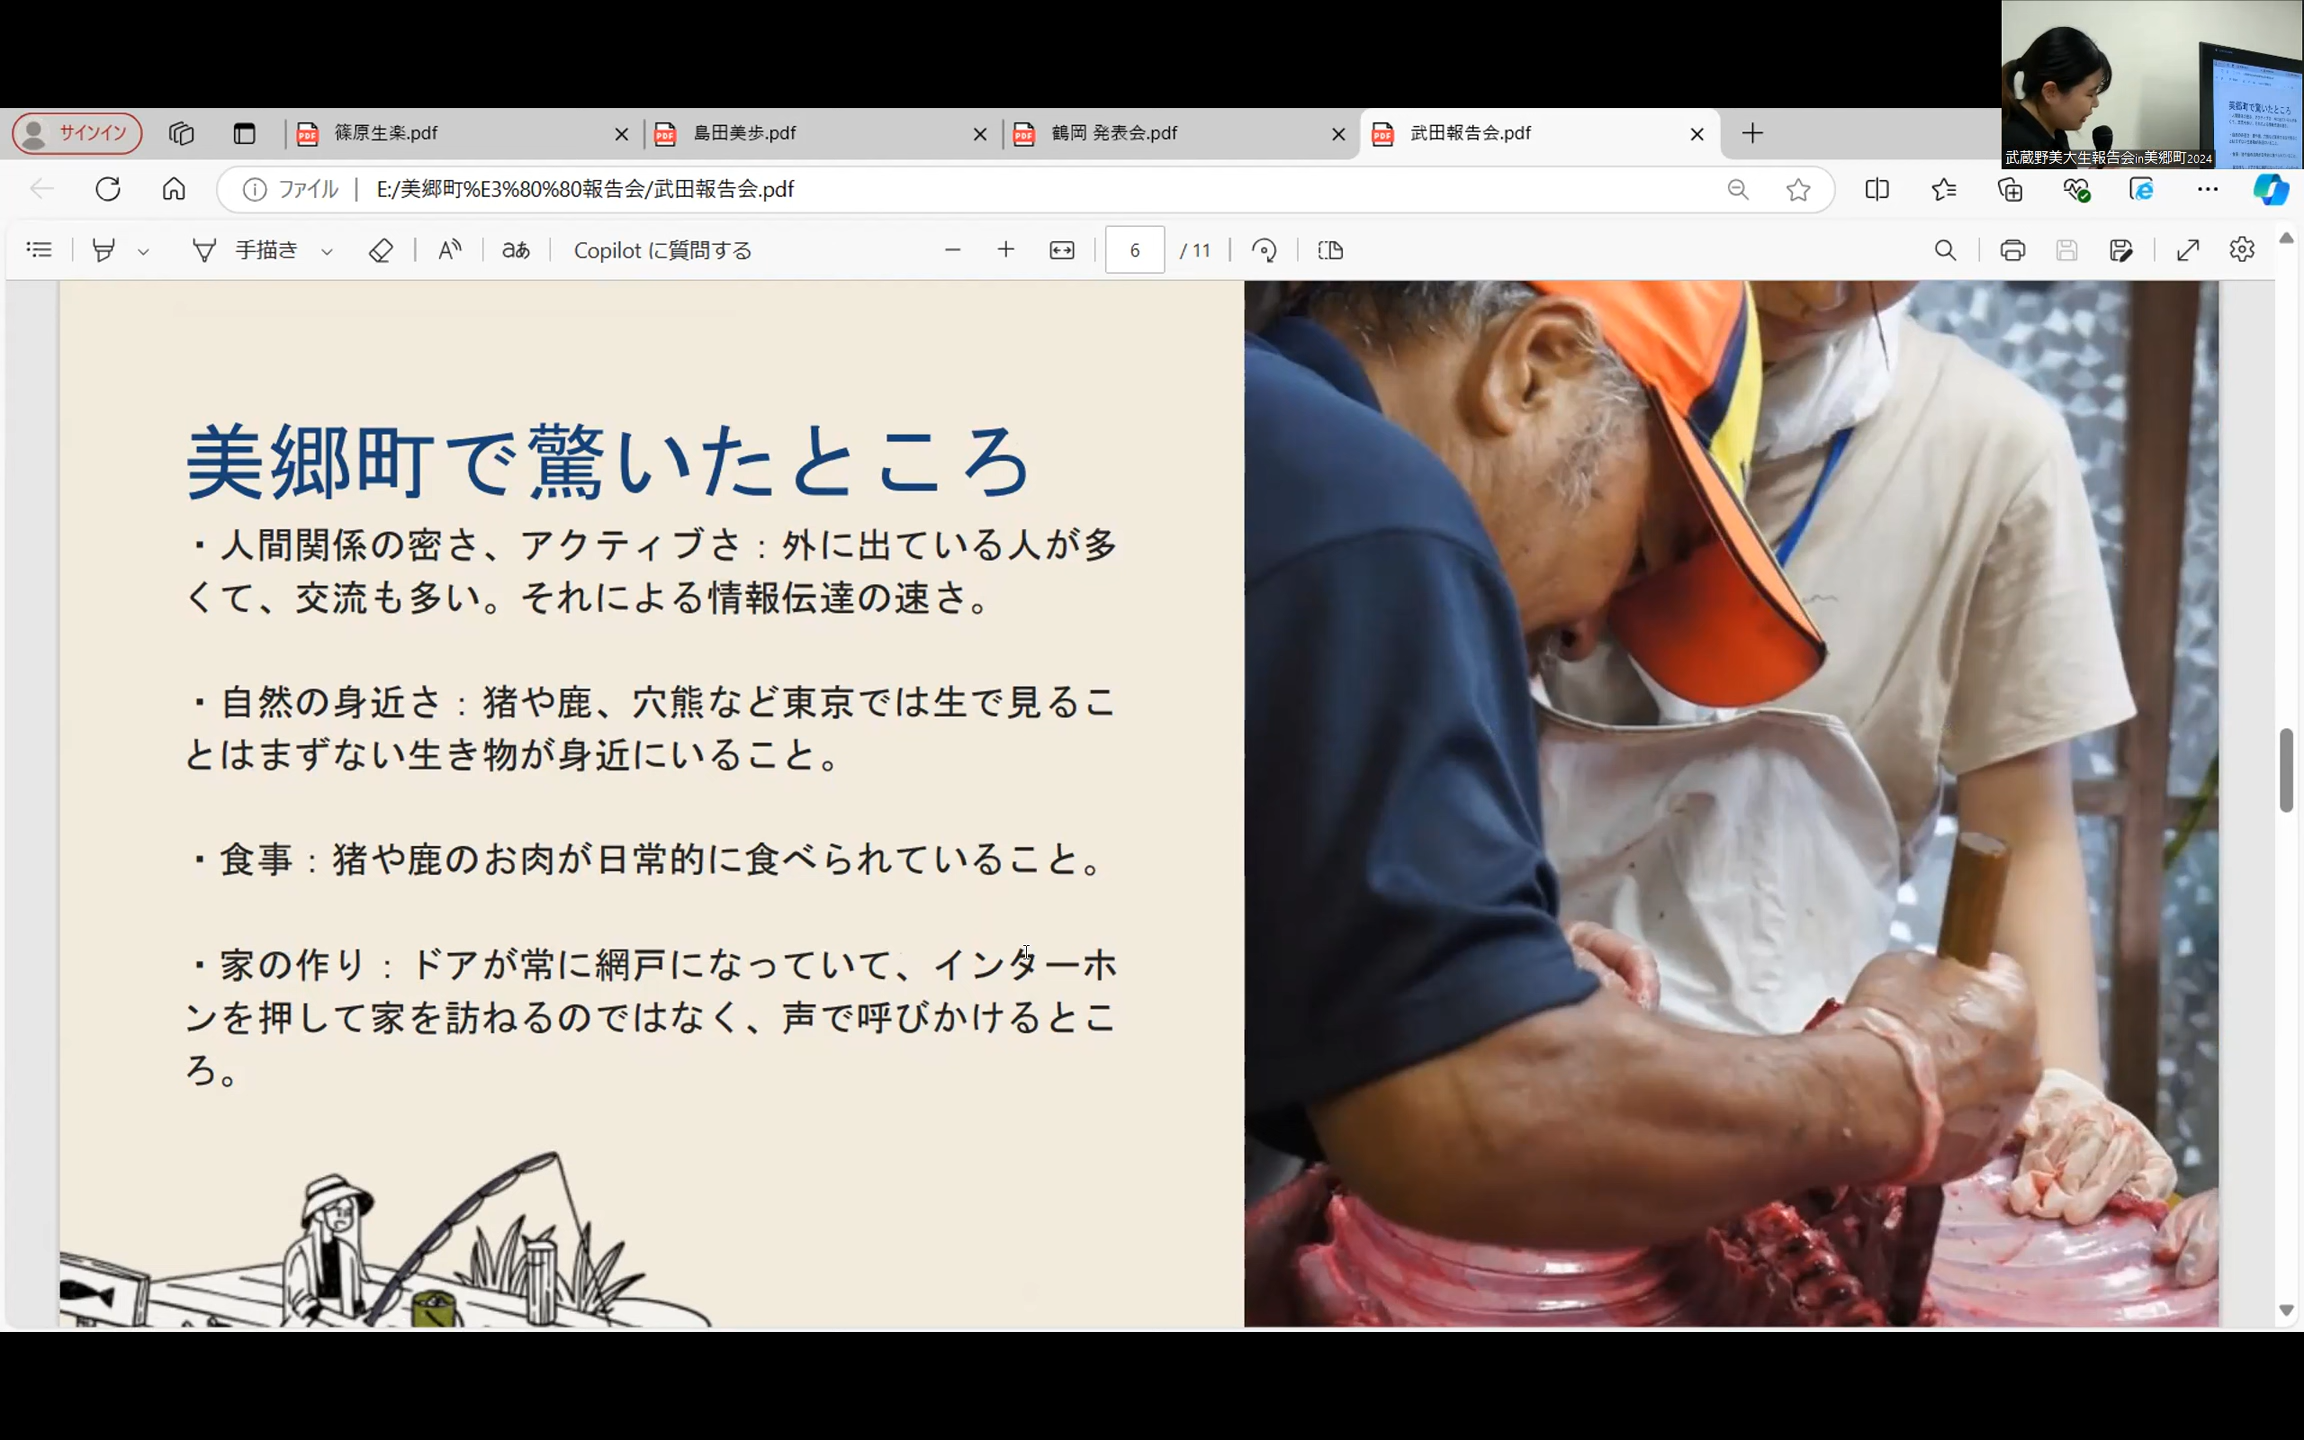 サインイン
篠原生楽.pdf
島田美歩.pdf
鶴岡 発表会.pdf
武田報告会.pdf
武蔵野美大生報告会in美郷町2024
ファイル
E:/美郷町%E3%80%80報告会/武田報告会.pdf
手描き
aあ
Copilot に質問する
6 / 11
美郷町で驚いたところ
・人間関係の密さ、アクティブさ：外に出ている人が多
くて、交流も多い。それによる情報伝達の速さ。
・自然の身近さ：猪や鹿、穴熊など東京では生で見るこ
とはまずない生き物が身近にいること。
・食事：猪や鹿のお肉が日常的に食べられていること。
・家の作り：ドアが常に網戸になっていて、インターホ
ンを押して家を訪ねるのではなく、声で呼びかけるとこ
ろ。